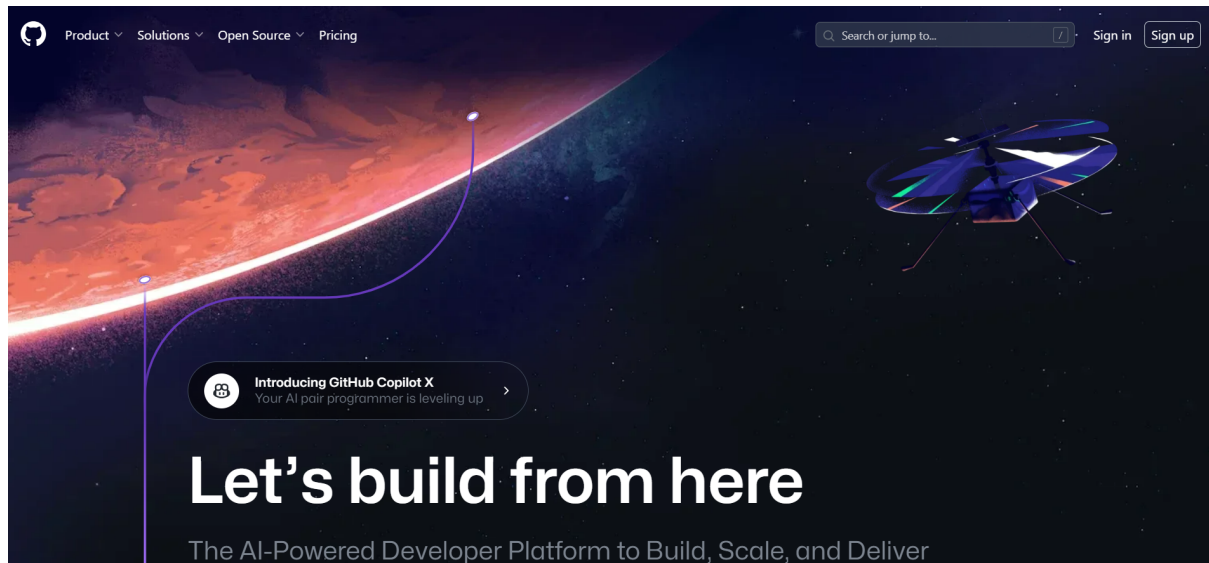 Product Solutions Open Source Pricing Search or jump to... / Sign in Sign up
Introducing GitHub Copilot X
Your AI pair programmer is leveling up
Let's build from here
The AI-Powered Developer Platform to Build, Scale, and Deliver